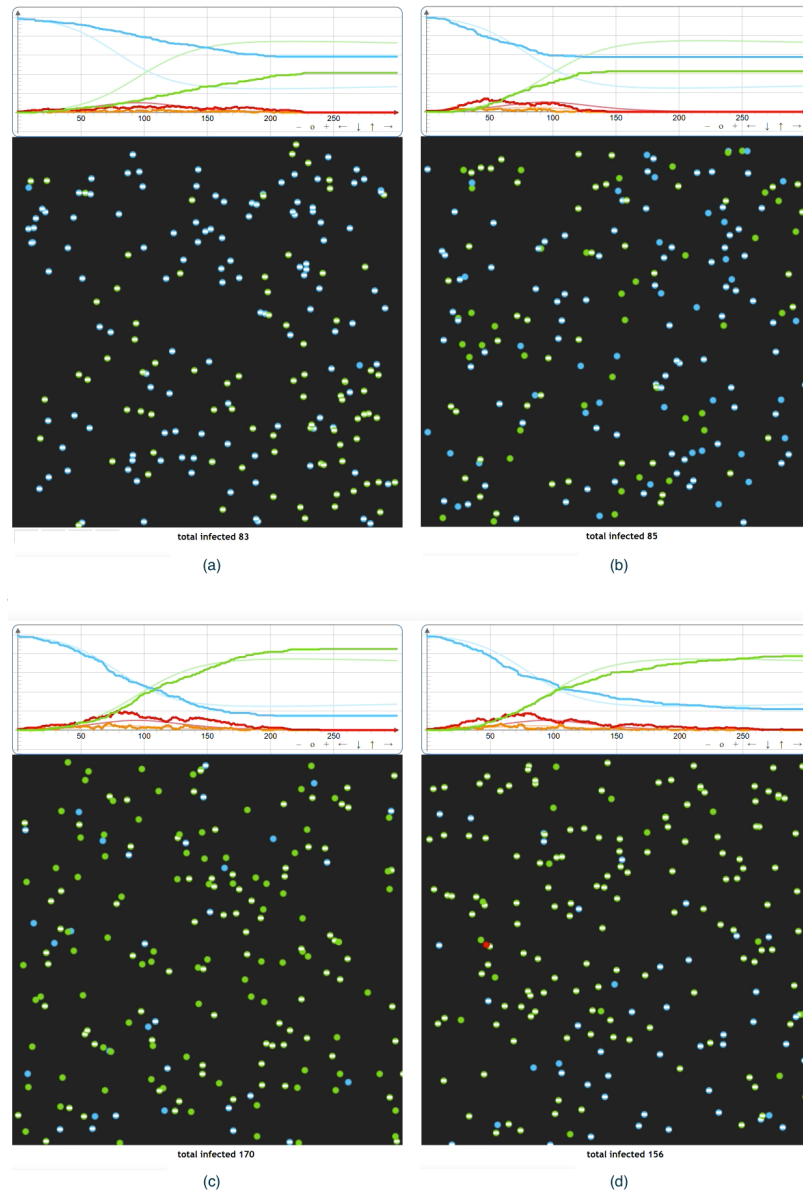 50 100 150 200 250
− o + ← ↓ ↑ →
total infected 83
(a)
50 100 150 200 250
− o + ← ↓ ↑ →
total infected 85
(b)
50 100 150 200 250
− o + ← ↓ ↑ →
total infected 170
(c)
50 100 150 200 250
− o + ← ↓ ↑ →
total infected 156
(d)